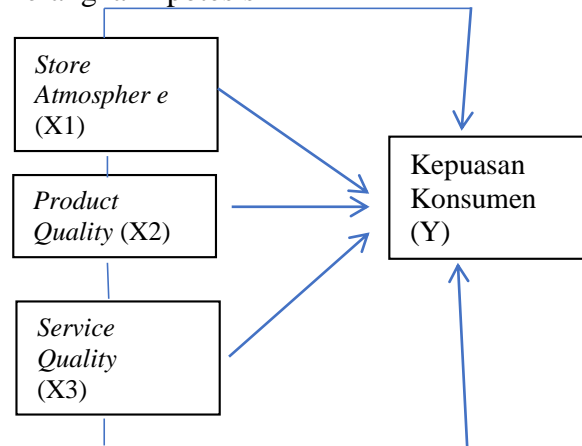 Store
Atmospher e
(X1)
Product
Quality (X2)
Service
Quality
(X3)
Kepuasan
Konsumen
(Y)